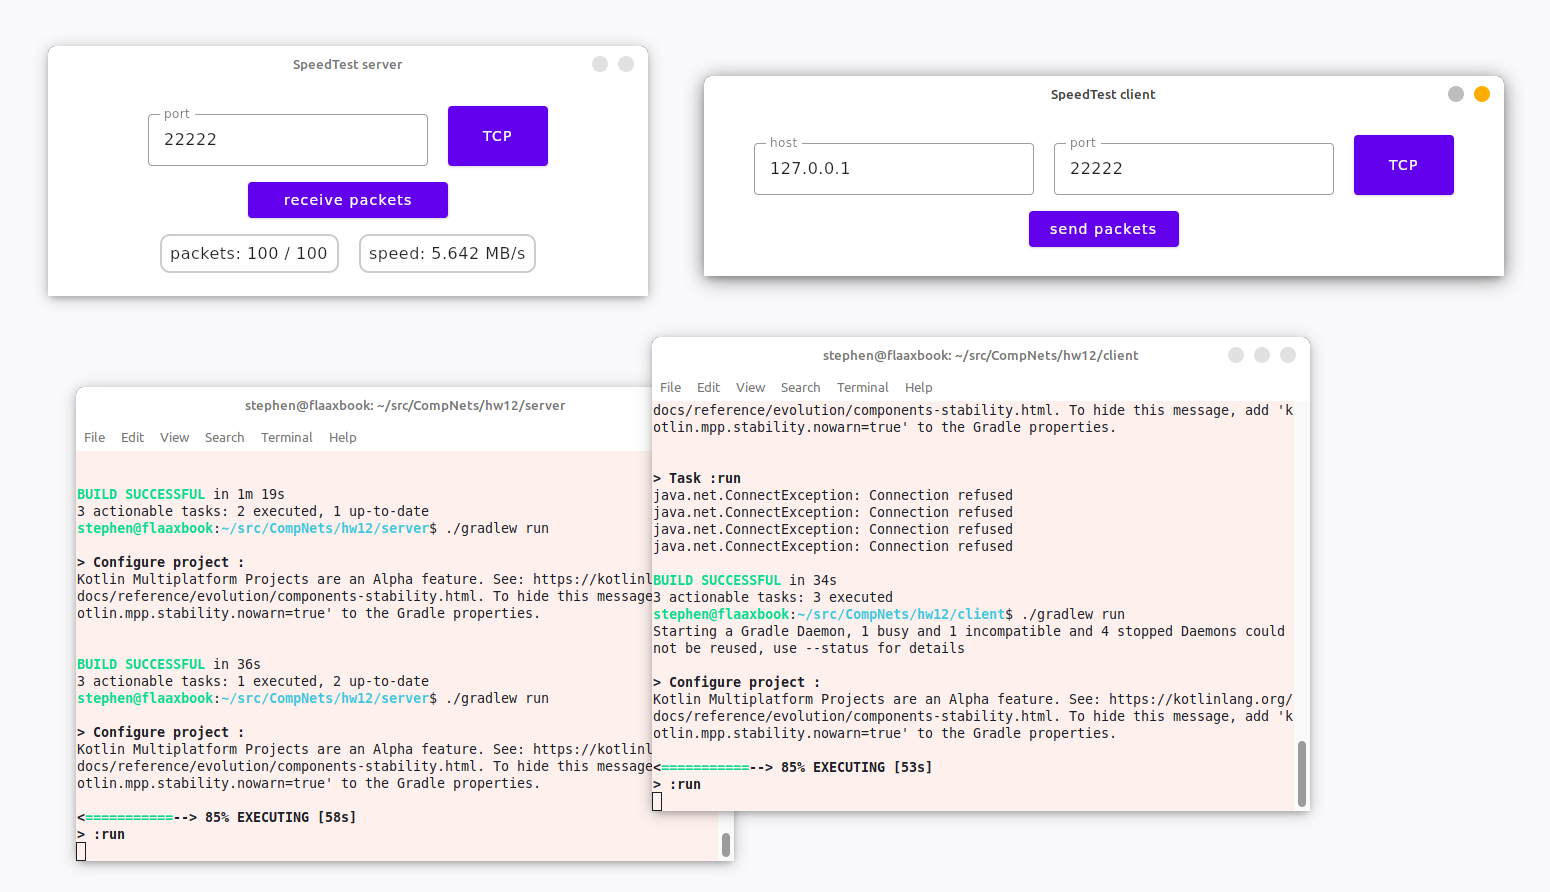 SpeedTest server
port
22222
TCP
receive packets
packets: 100 / 100
speed: 5.642 MB/s
SpeedTest client
host
127.0.0.1
port
22222
TCP
send packets
stephen@flaaxbook: ~/src/CompNets/hw12/server
File Edit View Search Terminal Help
BUILD SUCCESSFUL in 1m 19s
3 actionable tasks: 2 executed, 1 up-to-date
stephen@flaaxbook:~/src/CompNets/hw12/server$ ./gradlew run
> Configure project :
Kotlin Multiplatform Projects are an Alpha feature. See: https://kotlinl
docs/reference/evolution/components-stability.html. To hide this message
otlin.mpp.stability.nowarn=true' to the Gradle properties.
BUILD SUCCESSFUL in 36s
3 actionable tasks: 1 executed, 2 up-to-date
stephen@flaaxbook:~/src/CompNets/hw12/server$ ./gradlew run
> Configure project :
Kotlin Multiplatform Projects are an Alpha feature. See: https://kotlinl
docs/reference/evolution/components-stability.html. To hide this message
otlin.mpp.stability.nowarn=true' to the Gradle properties.
<===========--> 85% EXECUTING [58s]
> :run
stephen@flaaxbook: ~/src/CompNets/hw12/client
File Edit View Search Terminal Help
docs/reference/evolution/components-stability.html. To hide this message, add 'k
otlin.mpp.stability.nowarn=true' to the Gradle properties.
> Task :run
java.net.ConnectException: Connection refused
java.net.ConnectException: Connection refused
java.net.ConnectException: Connection refused
java.net.ConnectException: Connection refused
BUILD SUCCESSFUL in 34s
3 actionable tasks: 3 executed
stephen@flaaxbook:~/src/CompNets/hw12/client$ ./gradlew run
Starting a Gradle Daemon, 1 busy and 1 incompatible and 4 stopped Daemons could
not be reused, use --status for details
> Configure project :
Kotlin Multiplatform Projects are an Alpha feature. See: https://kotlinlang.org/
docs/reference/evolution/components-stability.html. To hide this message, add 'k
otlin.mpp.stability.nowarn=true' to the Gradle properties.
<===========--> 85% EXECUTING [53s]
> :run